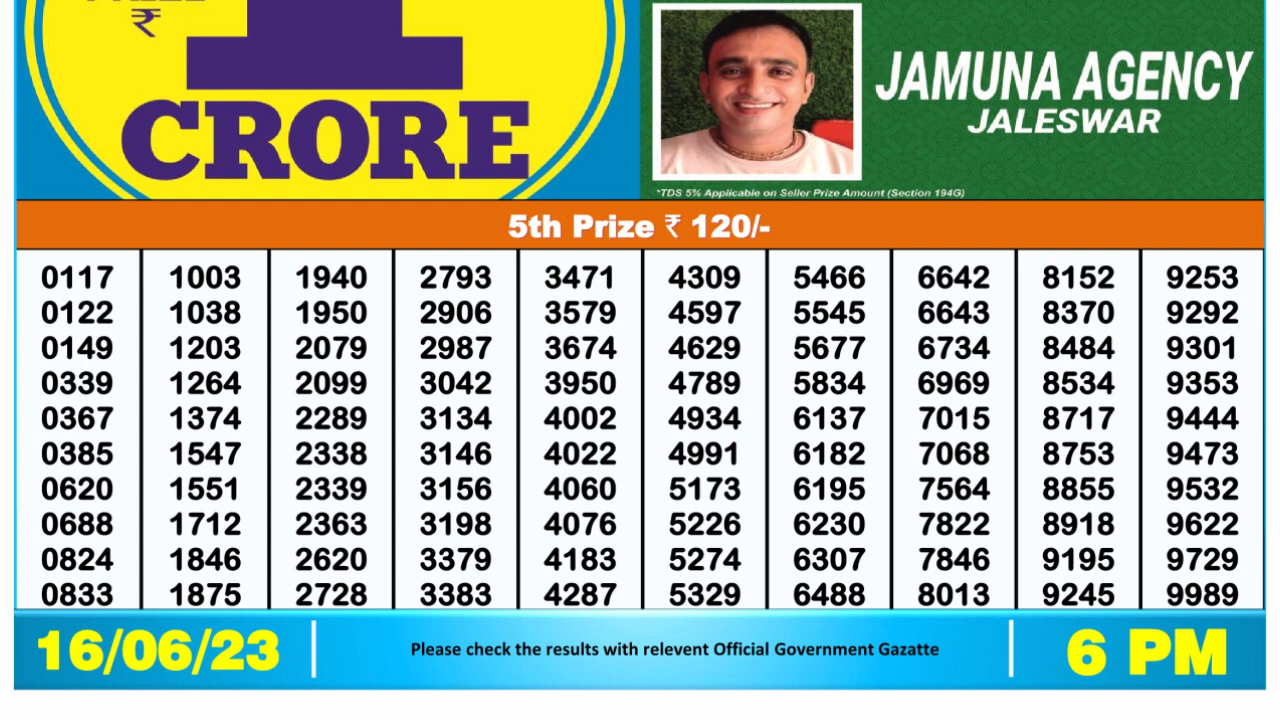 ₹
1
CRORE
JAMUNA AGENCY
JALESWAR
*TDS 5% Applicable on Seller Prize Amount (Section 194G)
5th Prize ₹ 120/-
0117 1003 1940 2793 3471 4309 5466 6642 8152 9253
0122 1038 1950 2906 3579 4597 5545 6643 8370 9292
0149 1203 2079 2987 3674 4629 5677 6734 8484 9301
0339 1264 2099 3042 3950 4789 5834 6969 8534 9353
0367 1374 2289 3134 4002 4934 6137 7015 8717 9444
0385 1547 2338 3146 4022 4991 6182 7068 8753 9473
0620 1551 2339 3156 4060 5173 6195 7564 8855 9532
0688 1712 2363 3198 4076 5226 6230 7822 8918 9622
0824 1846 2620 3379 4183 5274 6307 7846 9195 9729
0833 1875 2728 3383 4287 5329 6488 8013 9245 9989
16/06/23
Please check the results with relevent Official Government Gazatte
6 PM